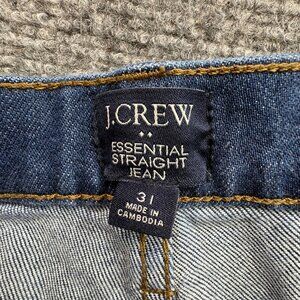 J.CREW
ESSENTIAL
STRAIGHT
JEAN
31
MADE IN
CAMBODIA